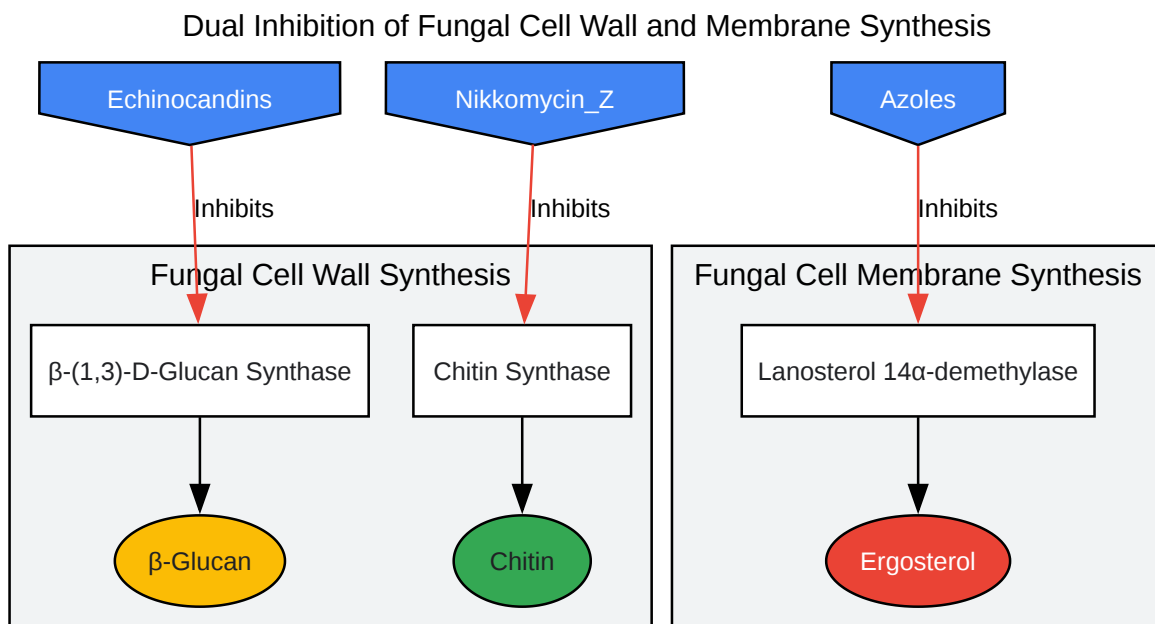 Dual Inhibition of Fungal Cell Wall and Membrane Synthesis
Echinocandins
Nikkomycin_Z
Azoles
Inhibits
Inhibits
Inhibits
Fungal Cell Wall Synthesis
Fungal Cell Membrane Synthesis
β-(1,3)-D-Glucan Synthase
Chitin Synthase
Lanosterol 14α-demethylase
β-Glucan
Chitin
Ergosterol